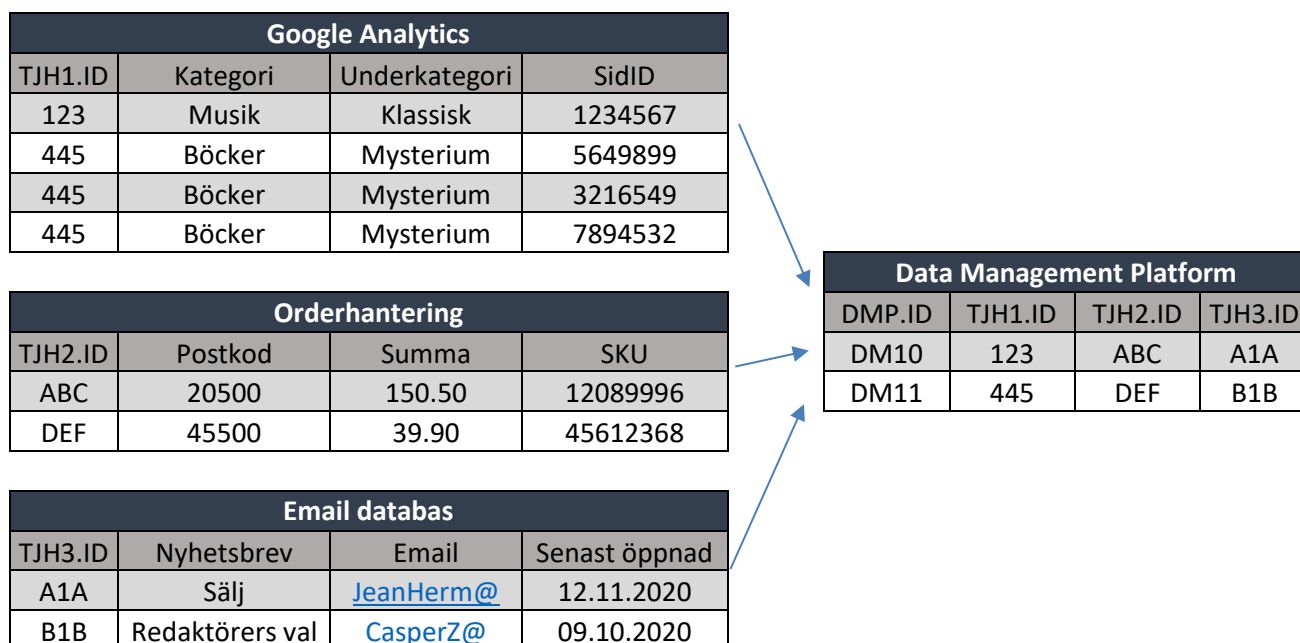 Google Analytics
TJH1.ID Kategori Underkategori SidID
123 Musik Klassisk 1234567
445 Böcker Mysterium 5649899
445 Böcker Mysterium 3216549
445 Böcker Mysterium 7894532
Orderhantering
TJH2.ID Postkod Summa SKU
ABC 20500 150.50 12089996
DEF 45500 39.90 45612368
Email databas
TJH3.ID Nyhetsbrev Email Senast öppnad
A1A Sälj JeanHerm@ 12.11.2020
B1B Redaktörers val CasperZ@ 09.10.2020
Data Management Platform
DMP.ID TJH1.ID TJH2.ID TJH3.ID
DM10 123 ABC A1A
DM11 445 DEF B1B